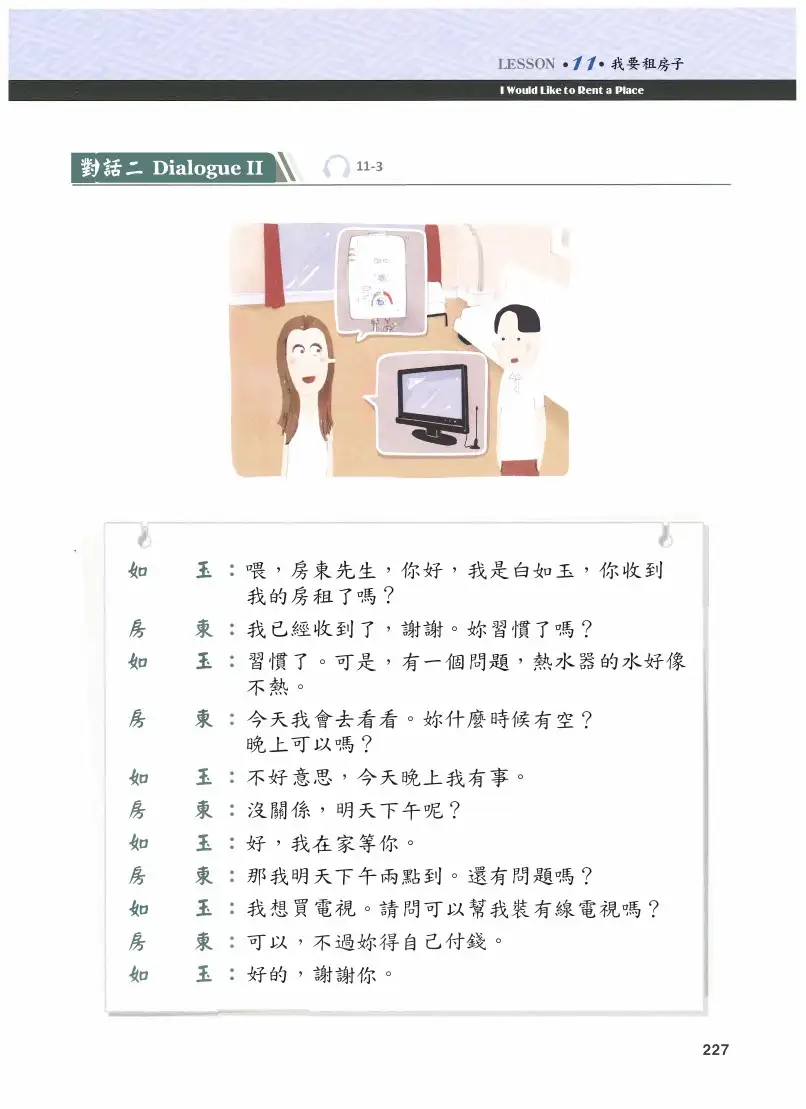 LESSON •11• 我要租房子
I Would Like to Rent a Place
對話二 Dialogue II 11-3
如玉：喂，房東先生，你好，我是白如玉，你收到
我的房租了嗎？
房東：我已經收到了，謝謝。妳習慣了嗎？
如玉：習慣了。可是，有一個問題，熱水器的水好像
不熱。
房東：今天我會去看看。妳什麼時候有空？
晚上可以嗎？
如玉：不好意思，今天晚上我有事。
房東：沒關係，明天下午呢？
如玉：好，我在家等你。
房東：那我明天下午兩點到。還有問題嗎？
如玉：我想買電視。請問可以幫我裝有線電視嗎？
房東：可以，不過妳得自己付錢。
如玉：好的，謝謝你。
227